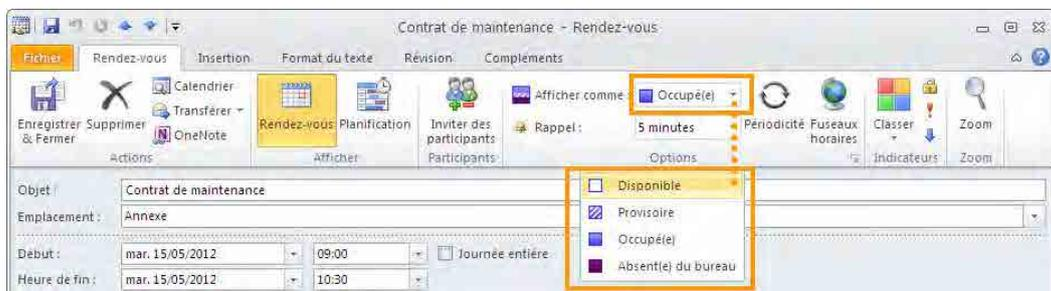 Contrat de maintenance - Rendez-vous
Fichier Rendez-vous Insertion Format du texte Révision Compléments
Enregistrer & Fermer
Supprimer
Calendrier
Transférer
OneNote
Actions
Rendez-vous
Planification
Afficher
Inviter des participants
Participants
Afficher comme : Occupé(e)
Rappel : 5 minutes
Périodicité
Fuseaux horaires
Options
Classer
Indicateurs
Zoom
Zoom
Objet : Contrat de maintenance
Emplacement : Annexe
Début : mar. 15/05/2012 09:00 Journée entière
Heure de fin : mar. 15/05/2012 10:30
Disponible
Provisoire
Occupé(e)
Absent(e) du bureau